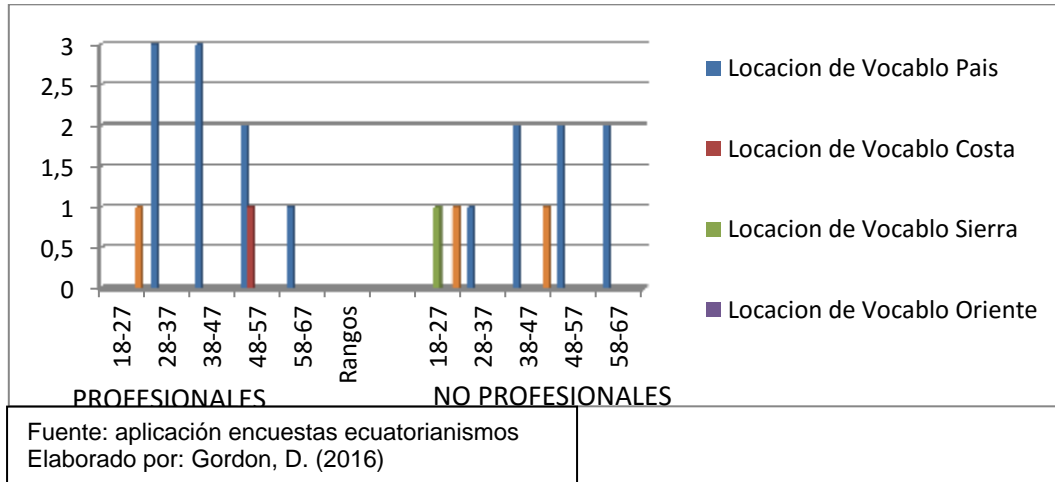 3
2,5
2
1,5
1
0,5
0
18-27
28-37
38-47
48-57
58-67
Rangos
18-27
28-37
38-47
48-57
58-67
PROFESIONALES
NO PROFESIONALES
Locacion de Vocablo Pais
Locacion de Vocablo Costa
Locacion de Vocablo Sierra
Locacion de Vocablo Oriente
Fuente: aplicación encuestas ecuatorianismos
Elaborado por: Gordon, D. (2016)